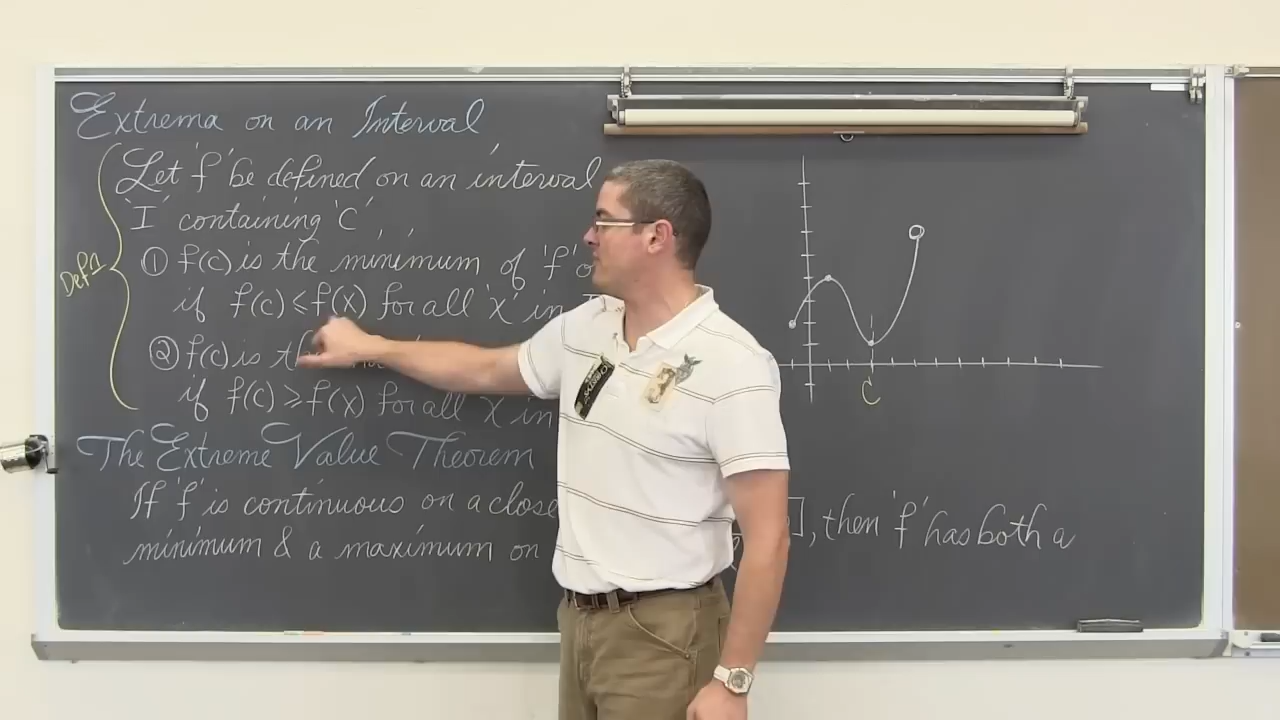 Extrema on an Interval
Let 'f' be defined on an interval
'I' containing 'C',
Defn
① f(c) is the minimum of 'f'
if f(c) ≤ f(x) for all 'x' in
② f(c) is
if f(c) ≥ f(x) for all x in
The Extreme Value Theorem
If 'f' is continuous on a close ], then 'f' has both a
minimum & a maximum on
C